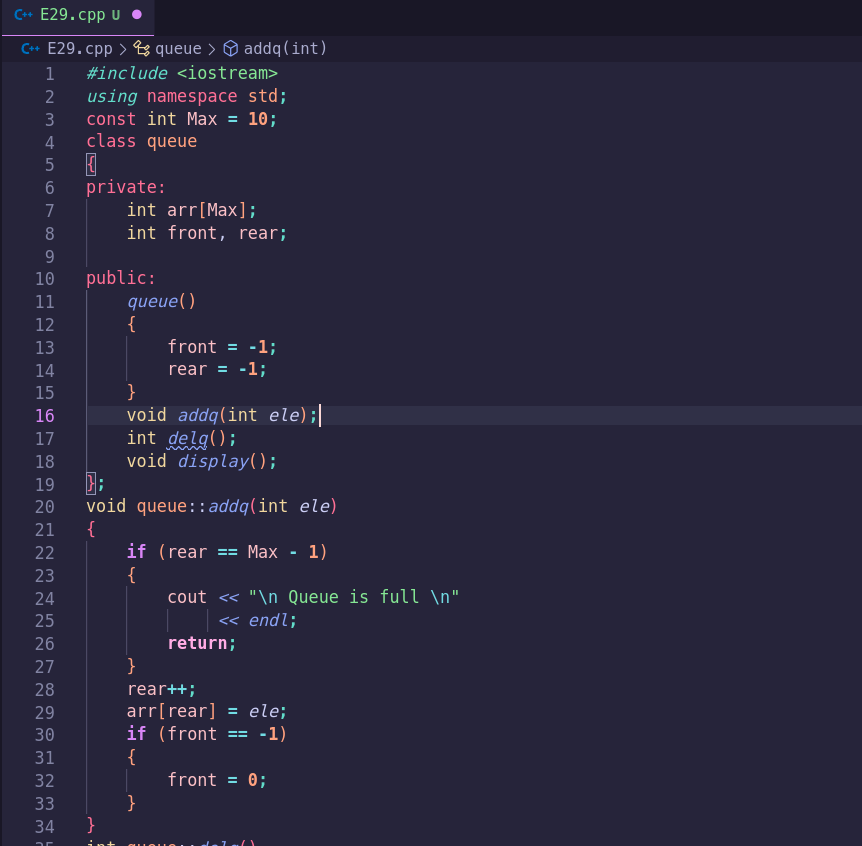 C++ E29.cpp U
C++ E29.cpp > queue > addq(int)
1 #include <iostream>
2 using namespace std;
3 const int Max = 10;
4 class queue
5 {
6 private:
7     int arr[Max];
8     int front, rear;
9
10 public:
11     queue()
12     {
13         front = -1;
14         rear = -1;
15     }
16     void addq(int ele);
17     int delq();
18     void display();
19 };
20 void queue::addq(int ele)
21 {
22     if (rear == Max - 1)
23     {
24         cout << "\n Queue is full \n"
25              << endl;
26         return;
27     }
28     rear++;
29     arr[rear] = ele;
30     if (front == -1)
31     {
32         front = 0;
33     }
34 }
35 int queue::delq()